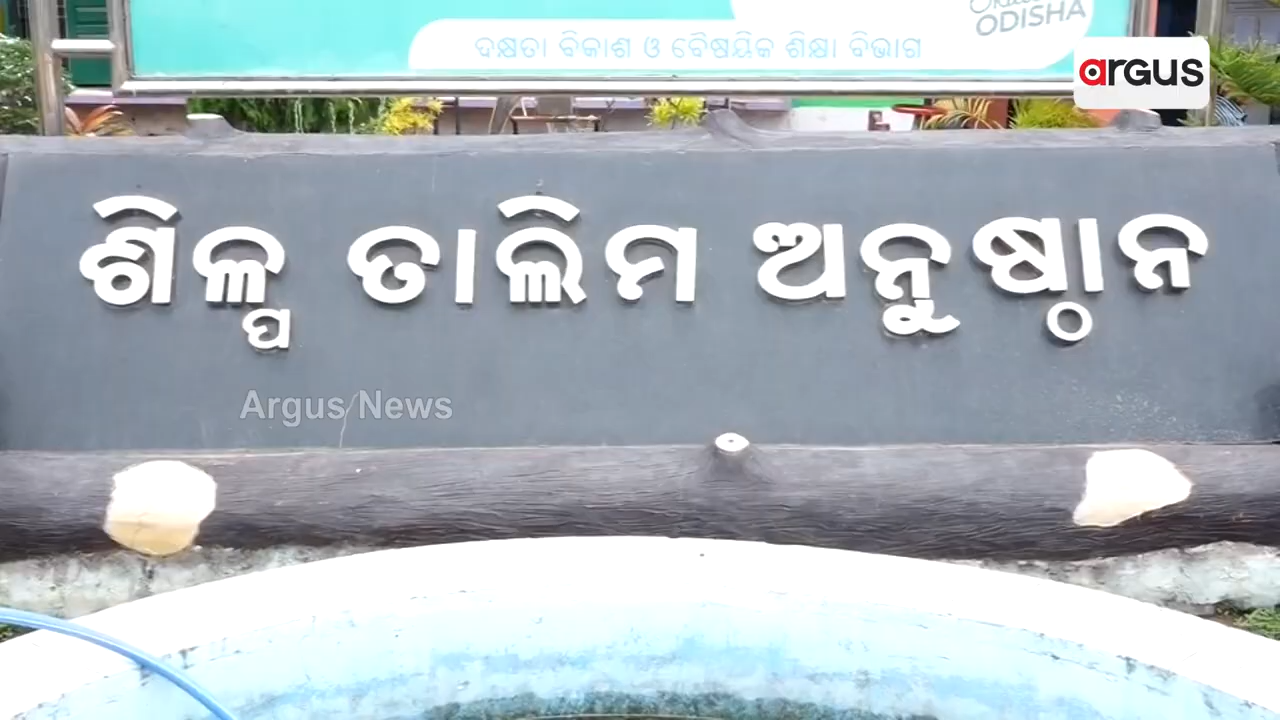 ODISHA
ଦକ୍ଷତା ବିକାଶ ଓ ବୈଷୟିକ ଶିକ୍ଷା ବିଭାଗ
argus
ଶିଳ୍ପ ତାଲିମ ଅନୁଷ୍ଠାନ
Argus News